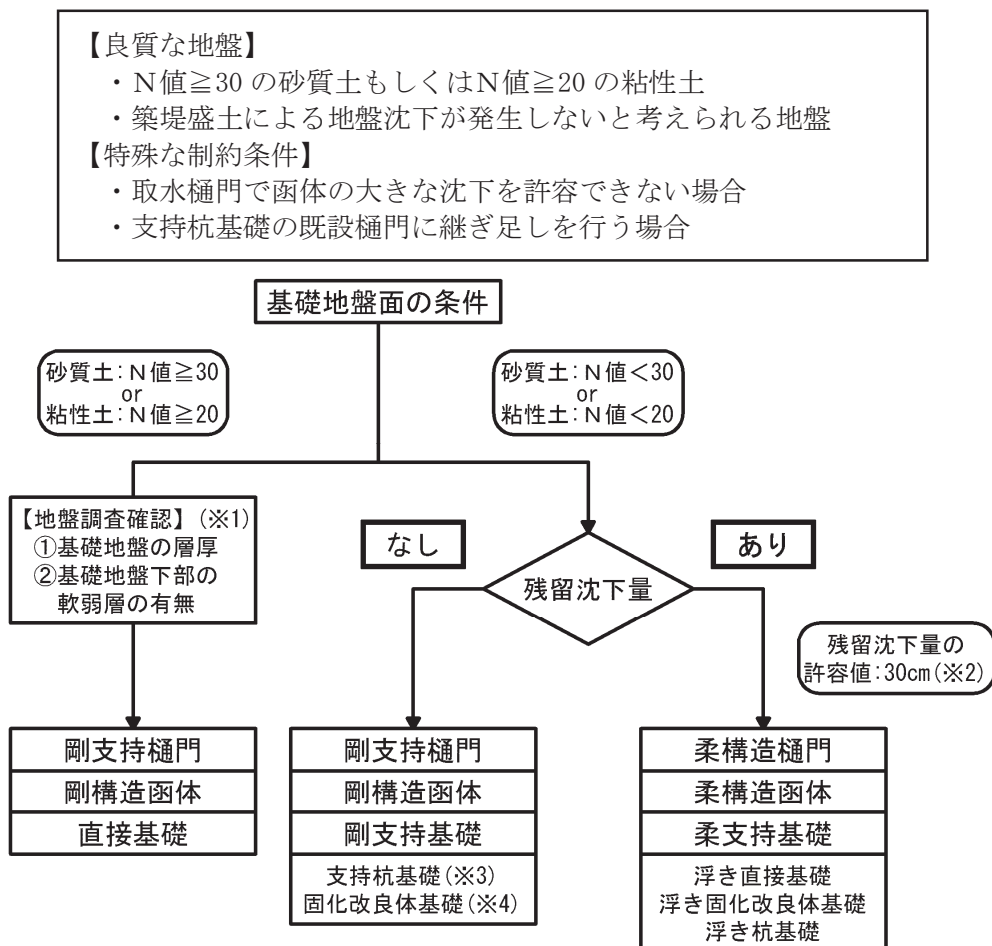 【良質な地盤】
・N値≧30 の砂質土もしくはN値≧20 の粘性土
・築堤盛土による地盤沈下が発生しないと考えられる地盤
【特殊な制約条件】
・取水樋門で函体の大きな沈下を許容できない場合
・支持杭基礎の既設樋門に継ぎ足しを行う場合
基礎地盤面の条件
砂質土:N値≧30
or
粘性土:N値≧20
砂質土:N値<30
or
粘性土:N値<20
【地盤調査確認】(※1)
①基礎地盤の層厚
②基礎地盤下部の
軟弱層の有無
なし
あり
残留沈下量
残留沈下量の
許容値:30cm(※2)
剛支持樋門
剛構造函体
直接基礎
剛支持樋門
剛構造函体
剛支持基礎
支持杭基礎(※3)
固化改良体基礎(※4)
柔構造樋門
柔構造函体
柔支持基礎
浮き直接基礎
浮き固化改良体基礎
浮き杭基礎